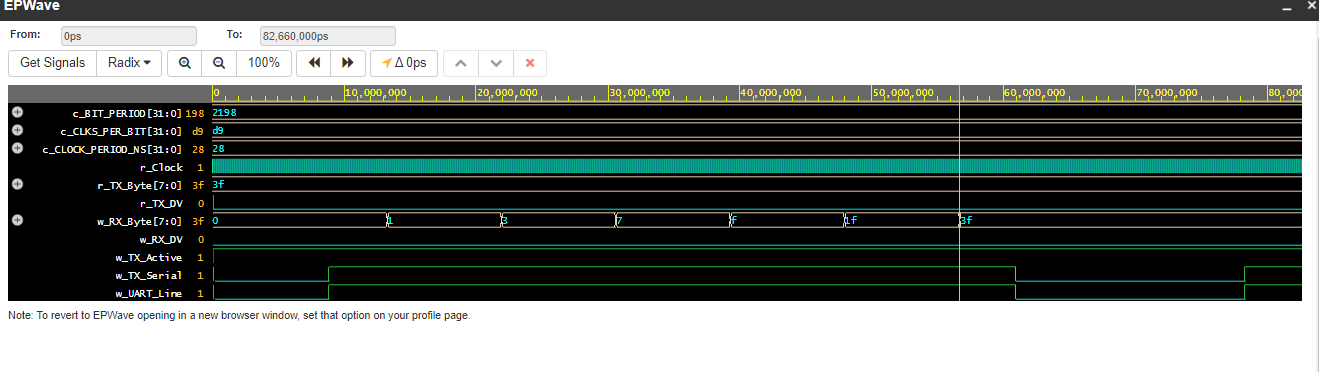 EPWave
From: 0ps To: 82,660,000ps
Get Signals Radix 100% Δ 0ps
0 10,000,000 20,000,000 30,000,000 40,000,000 50,000,000 60,000,000 70,000,000 80,000
c_BIT_PERIOD[31:0] 198 2198
c_CLKS_PER_BIT[31:0] d9 d9
c_CLOCK_PERIOD_NS[31:0] 28 28
r_Clock 1
r_TX_Byte[7:0] 3f 3f
r_TX_DV 0
w_RX_Byte[7:0] 3f 0 1 3 7 f 1f 3f
w_RX_DV 0
w_TX_Active 1
w_TX_Serial 1
w_UART_Line 1
Note: To revert to EPWave opening in a new browser window, set that option on your profile page.